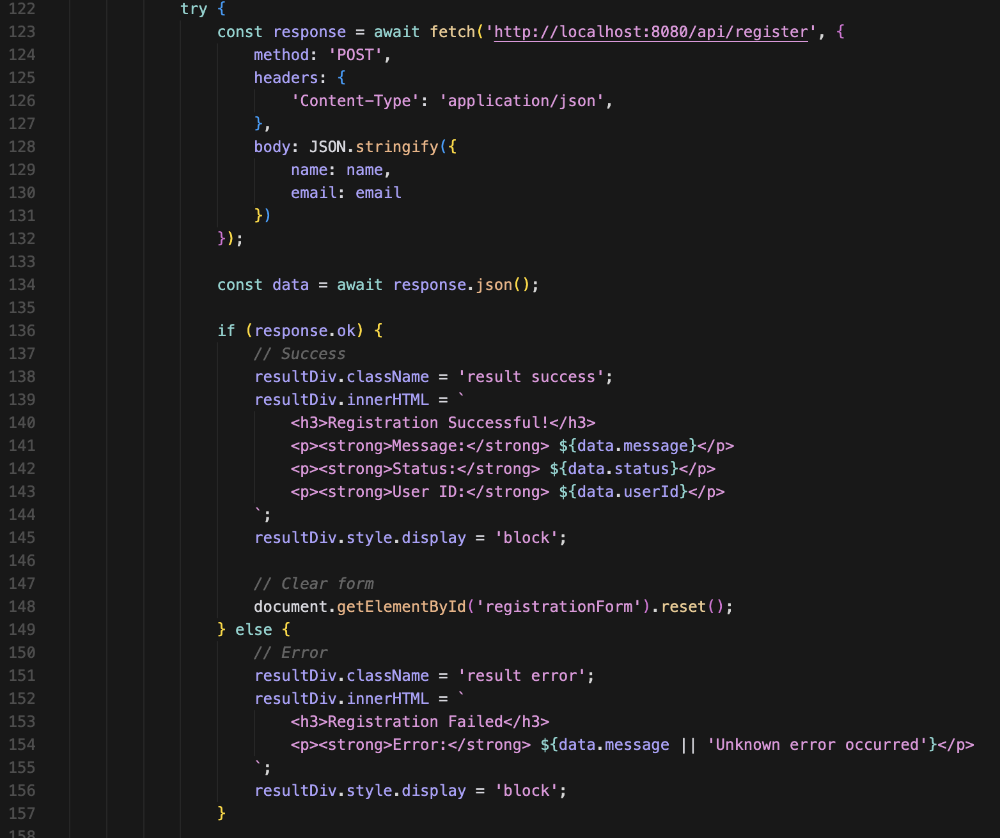 122 try {
123 const response = await fetch('http://localhost:8080/api/register', {
124 method: 'POST',
125 headers: {
126 'Content-Type': 'application/json',
127 },
128 body: JSON.stringify({
129 name: name,
130 email: email
131 })
132 });
133
134 const data = await response.json();
135
136 if (response.ok) {
137 // Success
138 resultDiv.className = 'result success';
139 resultDiv.innerHTML = `
140 <h3>Registration Successful!</h3>
141 <p><strong>Message:</strong> ${data.message}</p>
142 <p><strong>Status:</strong> ${data.status}</p>
143 <p><strong>User ID:</strong> ${data.userId}</p>
144 `;
145 resultDiv.style.display = 'block';
146
147 // Clear form
148 document.getElementById('registrationForm').reset();
149 } else {
150 // Error
151 resultDiv.className = 'result error';
152 resultDiv.innerHTML = `
153 <h3>Registration Failed</h3>
154 <p><strong>Error:</strong> ${data.message || 'Unknown error occurred'}</p>
155 `;
156 resultDiv.style.display = 'block';
157 }
158